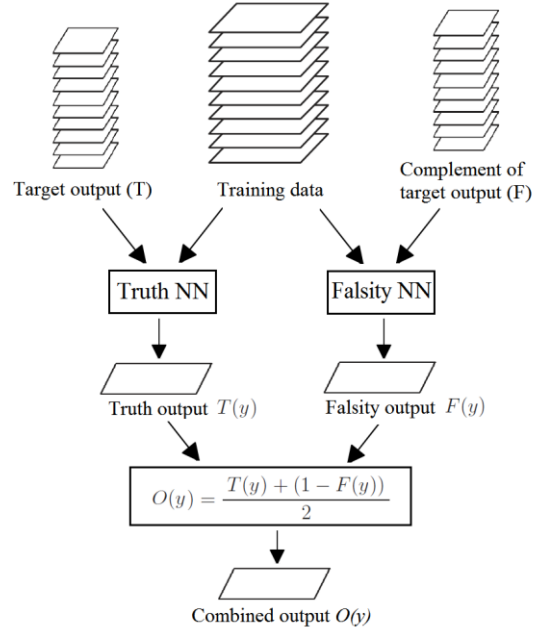 Target output (T)
Training data
Complement of
target output (F)
Truth NN
Falsity NN
Truth output T(y)
Falsity output F(y)
O(y) = \frac{T(y) + (1 − F(y))}{2}
Combined output O(y)